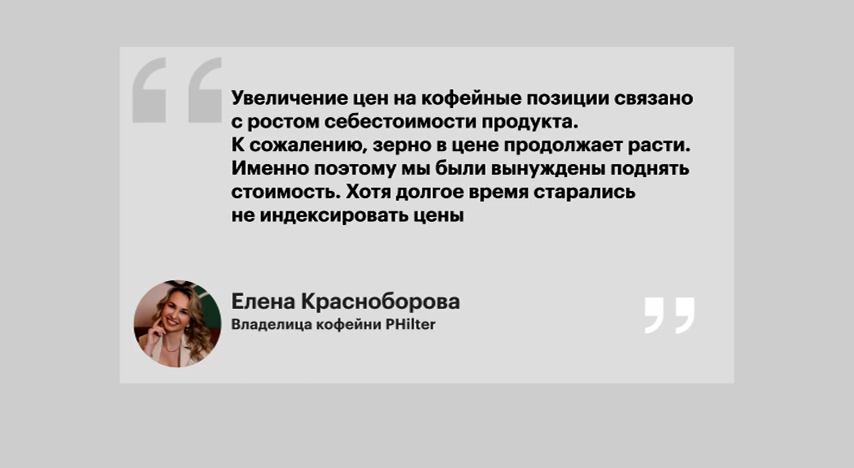 Увеличение цен на кофейные позиции связано
с ростом себестоимости продукта.
К сожалению, зерно в цене продолжает расти.
Именно поэтому мы были вынуждены поднять
стоимость. Хотя долгое время старались
не индексировать цены
Елена Красноборова
Владелица кофейни PHilter